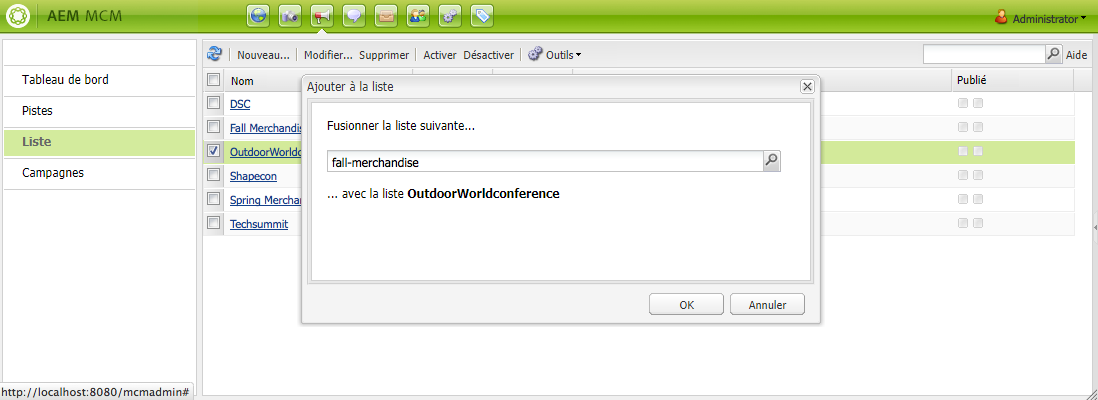 AEM MCM
Administrator
Nouveau... Modifier... Supprimer Activer Désactiver Outils Aide
Tableau de bord
Pistes
Liste
Campagnes
Nom Publié
DSC
Fall Merchandis
OutdoorWorldc
Shapecon
Spring Mercha
Techsummit
Ajouter à la liste
Fusionner la liste suivante...
fall-merchandise
... avec la liste OutdoorWorldconference
OK Annuler
http://localhost:8080/mcmadmin#